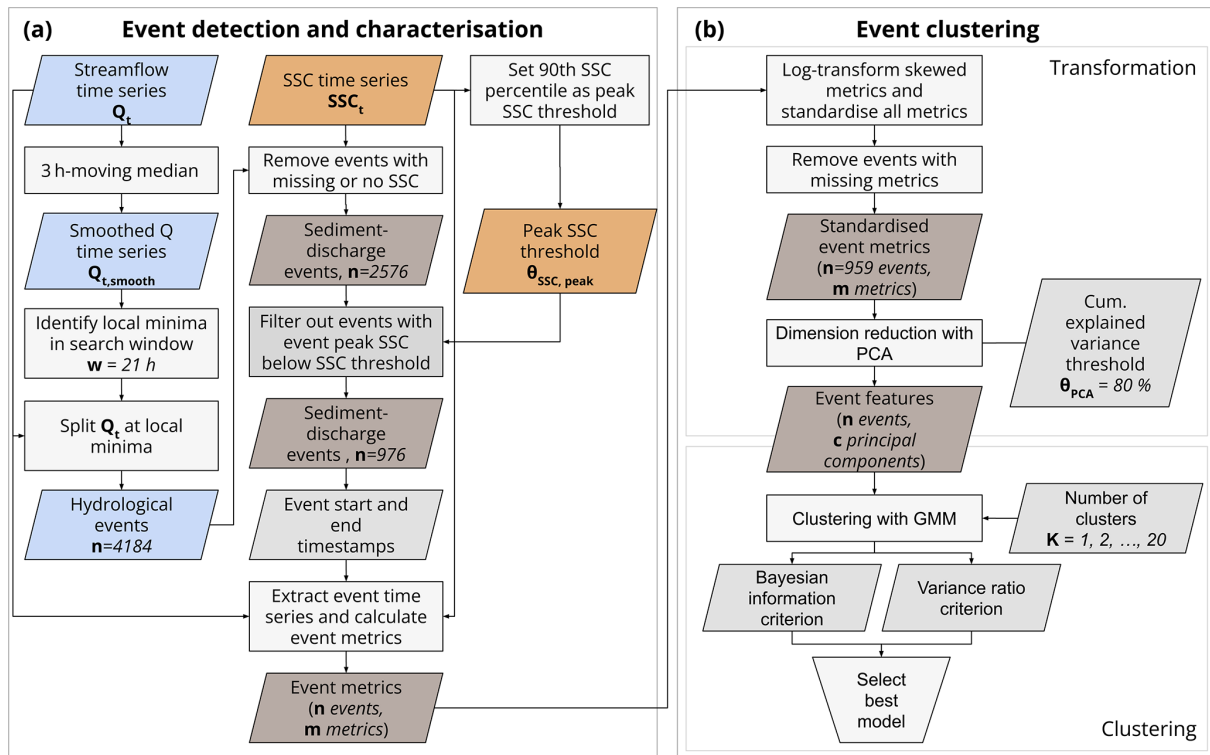 (a) Event detection and characterisation
Streamflow
time series
Q_t
3 h-moving median
Smoothed Q
time series
Q_t,smooth
Identify local minima
in search window
w = 21 h
Split Q_t at local
minima
Hydrological
events
n=4184
SSC time series
SSC_t
Remove events with
missing or no SSC
Sediment-
discharge
events, n=2576
Filter out events with
event peak SSC
below SSC threshold
Sediment-
discharge
events , n=976
Event start and
end
timestamps
Extract event time
series and calculate
event metrics
Event metrics
(n events,
m metrics)
Set 90th SSC
percentile as peak
SSC threshold
Peak SSC
threshold
θ_SSC, peak
(b) Event clustering
Transformation
Log-transform skewed
metrics and
standardise all metrics
Remove events with
missing metrics
Standardised
event metrics
(n=959 events,
m metrics)
Dimension reduction with
PCA
Cum.
explained
variance
threshold
θ_PCA = 80 %
Event features
(n events,
c principal
components)
Clustering with GMM
Number of
clusters
K = 1, 2, …, 20
Bayesian
information
criterion
Variance ratio
criterion
Select
best
model
Clustering